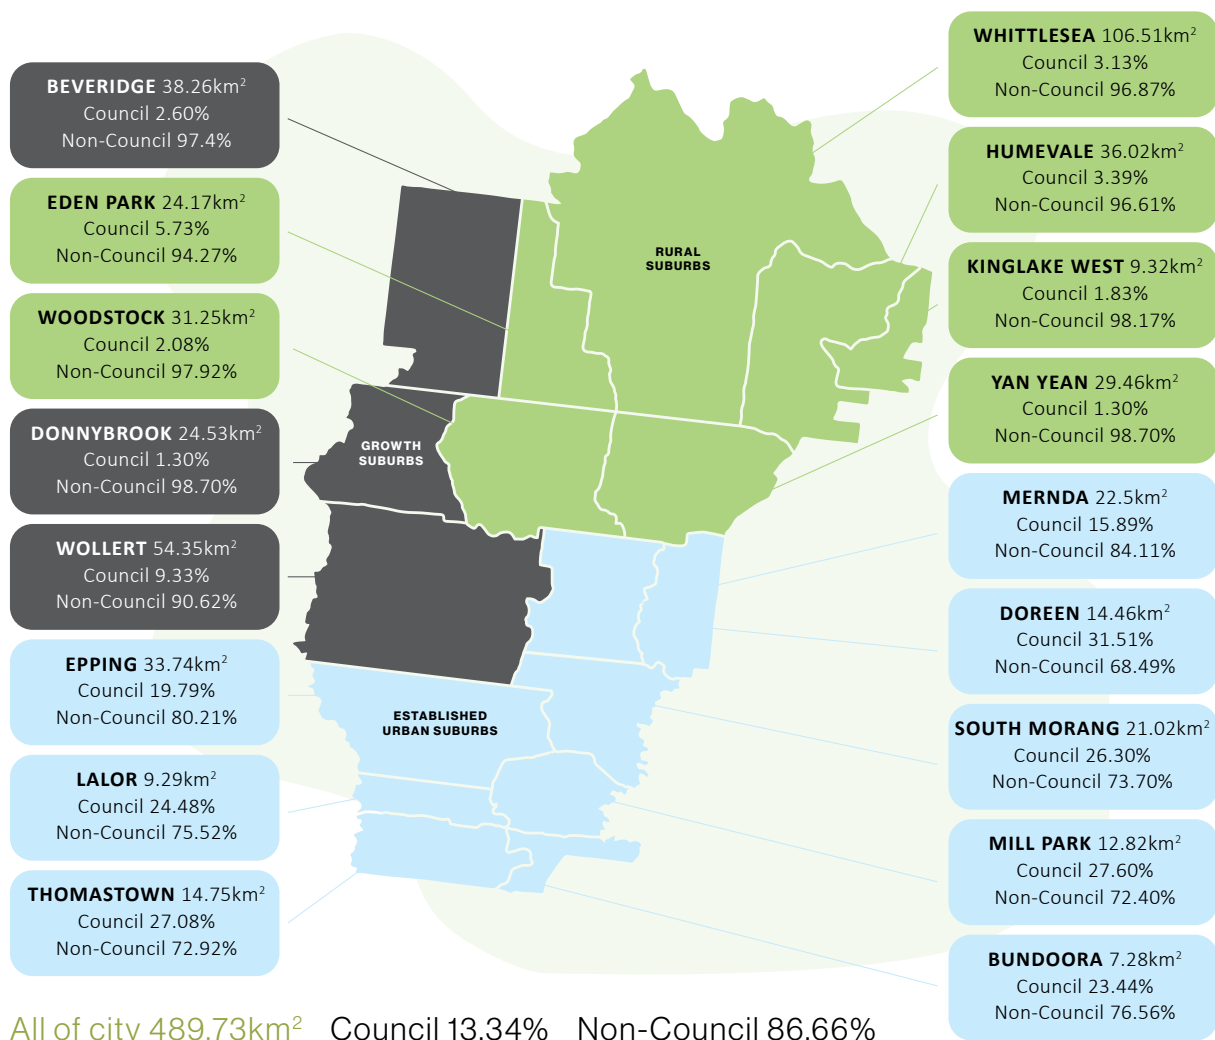 BEVERIDGE 38.26km²
Council 2.60%
Non-Council 97.4%
EDEN PARK 24.17km²
Council 5.73%
Non-Council 94.27%
WOODSTOCK 31.25km²
Council 2.08%
Non-Council 97.92%
DONNYBROOK 24.53km²
Council 1.30%
Non-Council 98.70%
WOLLERT 54.35km²
Council 9.33%
Non-Council 90.62%
EPPING 33.74km²
Council 19.79%
Non-Council 80.21%
LALOR 9.29km²
Council 24.48%
Non-Council 75.52%
THOMASTOWN 14.75km²
Council 27.08%
Non-Council 72.92%
RURAL
SUBURBS
GROWTH
SUBURBS
ESTABLISHED
URBAN SUBURBS
WHITTLESEA 106.51km²
Council 3.13%
Non-Council 96.87%
HUMEVALE 36.02km²
Council 3.39%
Non-Council 96.61%
KINGLAKE WEST 9.32km²
Council 1.83%
Non-Council 98.17%
YAN YEAN 29.46km²
Council 1.30%
Non-Council 98.70%
MERNDA 22.5km²
Council 15.89%
Non-Council 84.11%
DOREEN 14.46km²
Council 31.51%
Non-Council 68.49%
SOUTH MORANG 21.02km²
Council 26.30%
Non-Council 73.70%
MILL PARK 12.82km²
Council 27.60%
Non-Council 72.40%
BUNDOORA 7.28km²
Council 23.44%
Non-Council 76.56%
All of city 489.73km² Council 13.34% Non-Council 86.66%